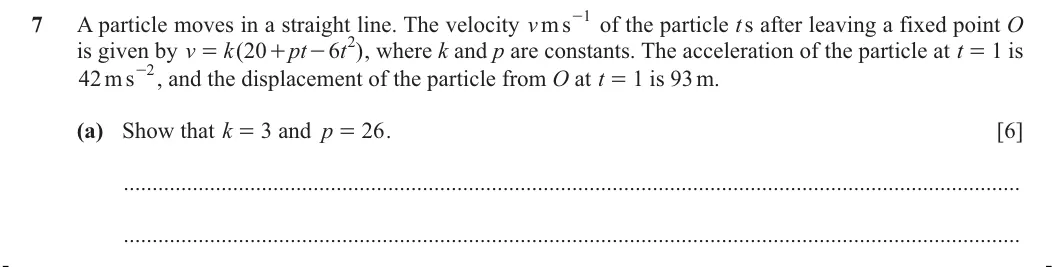 7 A particle moves in a straight line. The velocity v m s⁻¹ of the particle t s after leaving a fixed point O
is given by v = k(20+pt−6t²), where k and p are constants. The acceleration of the particle at t = 1 is
42 m s⁻², and the displacement of the particle from O at t = 1 is 93 m.
(a) Show that k = 3 and p = 26. [6]